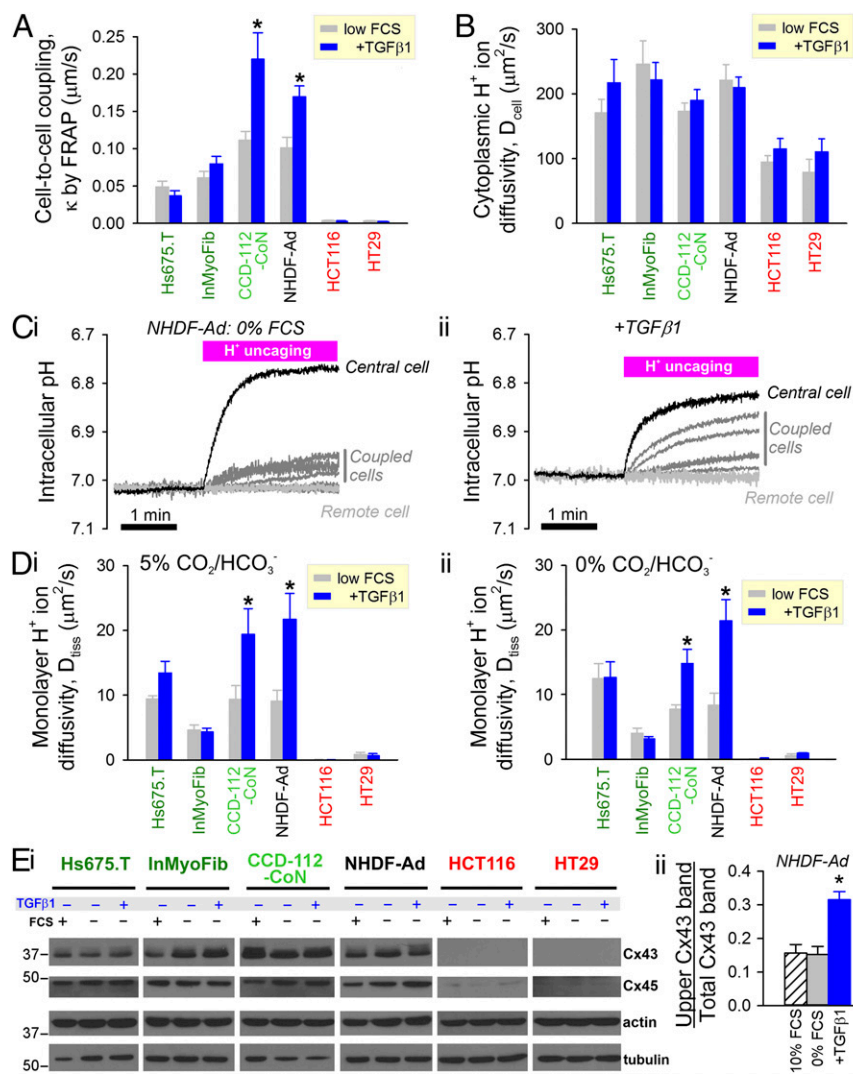 A
Cell-to-cell coupling,
κ by FRAP (μm/s)
0.25
0.20
0.15
0.10
0.05
0.00
low FCS
+TGFβ1
*
*
Hs675.T
InMyoFib
CCD-112
-CoN
NHDF-Ad
HCT116
HT29
B
Cytoplasmic H+ ion
diffusivity, Dcell (μm²/s)
300
200
100
0
low FCS
+TGFβ1
Hs675.T
InMyoFib
CCD-112
-CoN
NHDF-Ad
HCT116
HT29
Ci
NHDF-Ad: 0% FCS
Intracellular pH
6.7
6.8
6.9
7.0
7.1
H+ uncaging
Central cell
Coupled
cells
Remote cell
1 min
ii
+TGFβ1
Intracellular pH
6.7
6.8
6.9
7.0
7.1
H+ uncaging
Central cell
Coupled
cells
Remote cell
1 min
Di
5% CO₂/HCO₃⁻
Monolayer H+ ion
diffusivity, Dtiss (μm²/s)
30
20
10
0
low FCS
+TGFβ1
*
*
Hs675.T
InMyoFib
CCD-112
-CoN
NHDF-Ad
HCT116
HT29
ii
0% CO₂/HCO₃⁻
Monolayer H+ ion
diffusivity, Dtiss (μm²/s)
30
20
10
0
low FCS
+TGFβ1
*
*
Hs675.T
InMyoFib
CCD-112
-CoN
NHDF-Ad
HCT116
HT29
Ei
Hs675.T InMyoFib CCD-112-CoN NHDF-Ad HCT116 HT29
TGFβ1 − − + − − + − − + − − + − − + − − +
FCS + − − + − − + − − + − − + − − + − −
37 Cx43
50 Cx45
37 actin
50 tubulin
ii
NHDF-Ad
Upper Cx43 band
Total Cx43 band
0.4
0.3
0.2
0.1
0.0
*
10% FCS
0% FCS
+TGFβ1